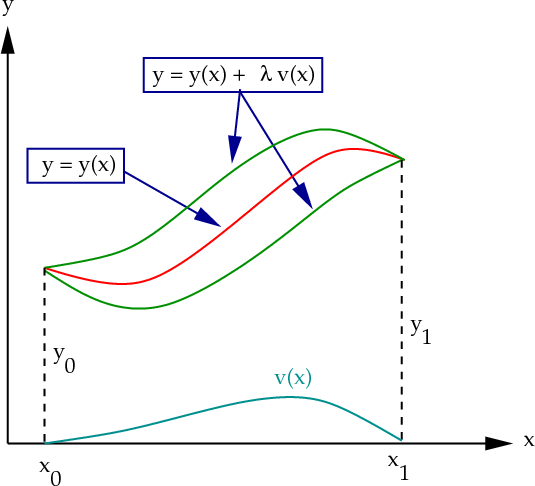 y
y = y(x) + λ v(x)
y = y(x)
y₁
y₀
v(x)
x
x₀
x₁